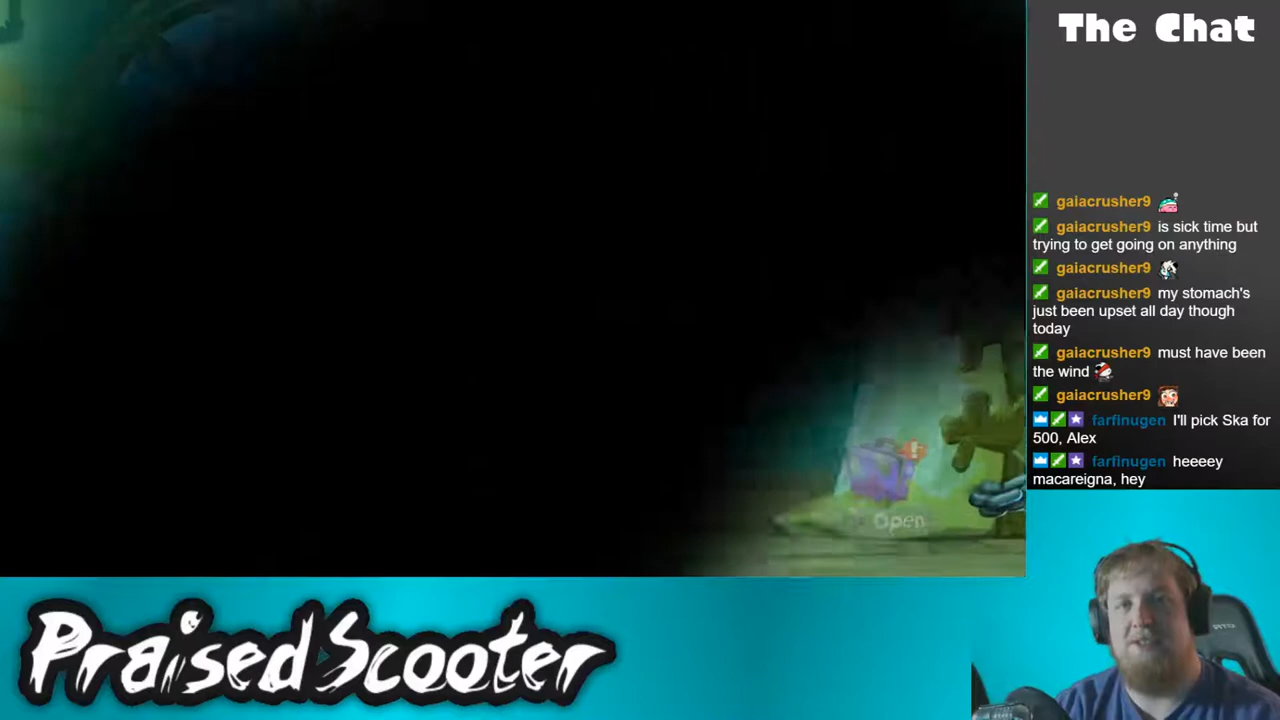 The Chat
gaiacrusher9
gaiacrusher9 is sick time but
trying to get going on anything
gaiacrusher9
gaiacrusher9 my stomach's
just been upset all day though
today
gaiacrusher9 must have been
the wind
gaiacrusher9
farfinugen I'll pick Ska for
500, Alex
farfinugen heeeey
macareigna, hey
Open
Praised Scooter